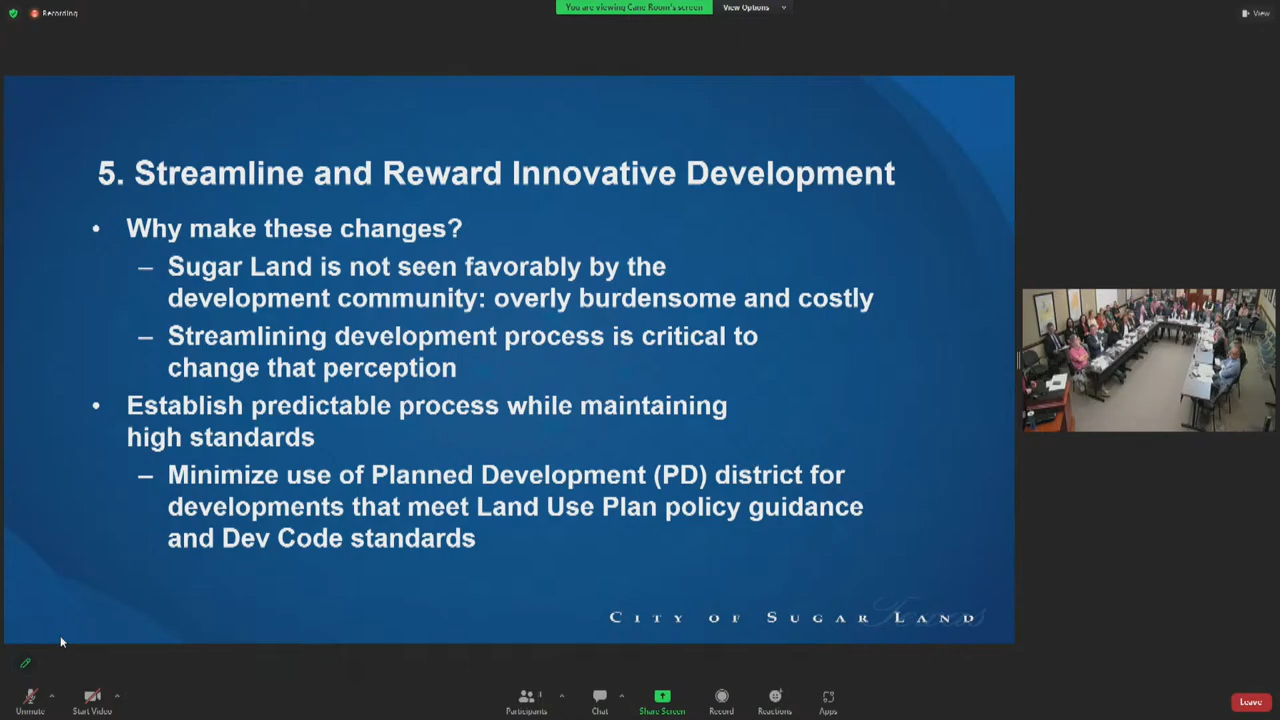 Recording
You are viewing Cane Room's screen
View Options
View
5. Streamline and Reward Innovative Development
• Why make these changes?
– Sugar Land is not seen favorably by the
development community: overly burdensome and costly
– Streamlining development process is critical to
change that perception
• Establish predictable process while maintaining
high standards
– Minimize use of Planned Development (PD) district for
developments that meet Land Use Plan policy guidance
and Dev Code standards
CITY OF SUGAR LAND
Texas
Unmute
Start Video
Participants
Chat
Share Screen
Record
Reactions
Apps
Leave